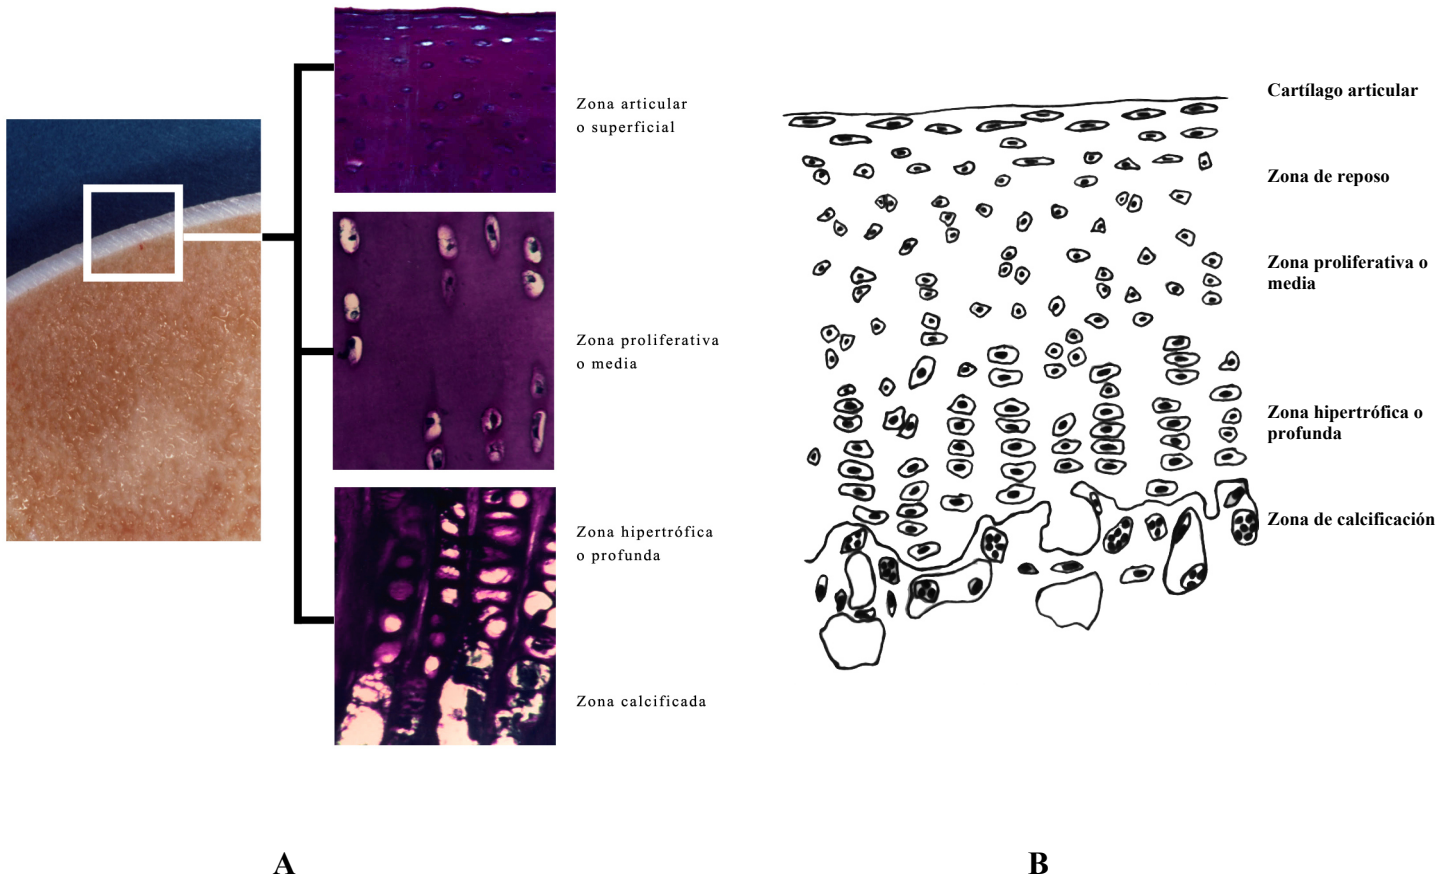 Zona articular
o superficial
Zona proliferativa
o media
Zona hipertrófica
o profunda
Zona calcificada
A
Cartílago articular
Zona de reposo
Zona proliferativa o
media
Zona hipertrófica o
profunda
Zona de calcificación
B